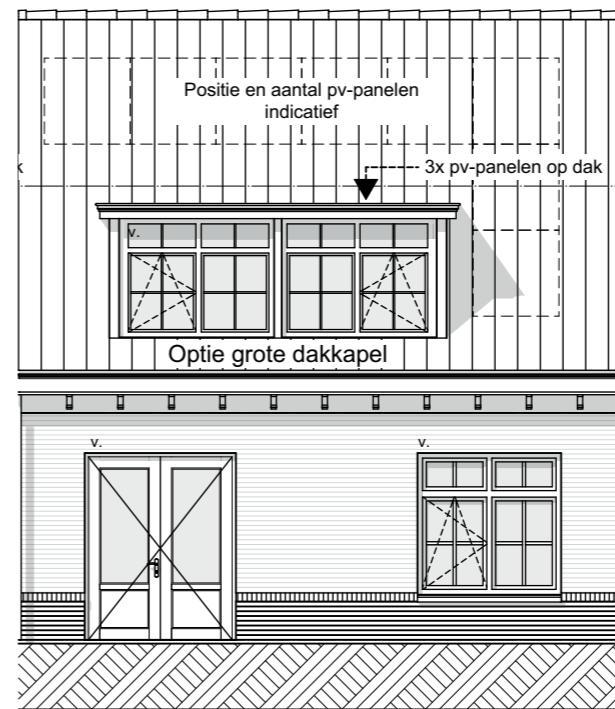 Positie en aantal pv-panelen
indicatief
k
3x pv-panelen op dak
v.
Optie grote dakkapel
v.
v.